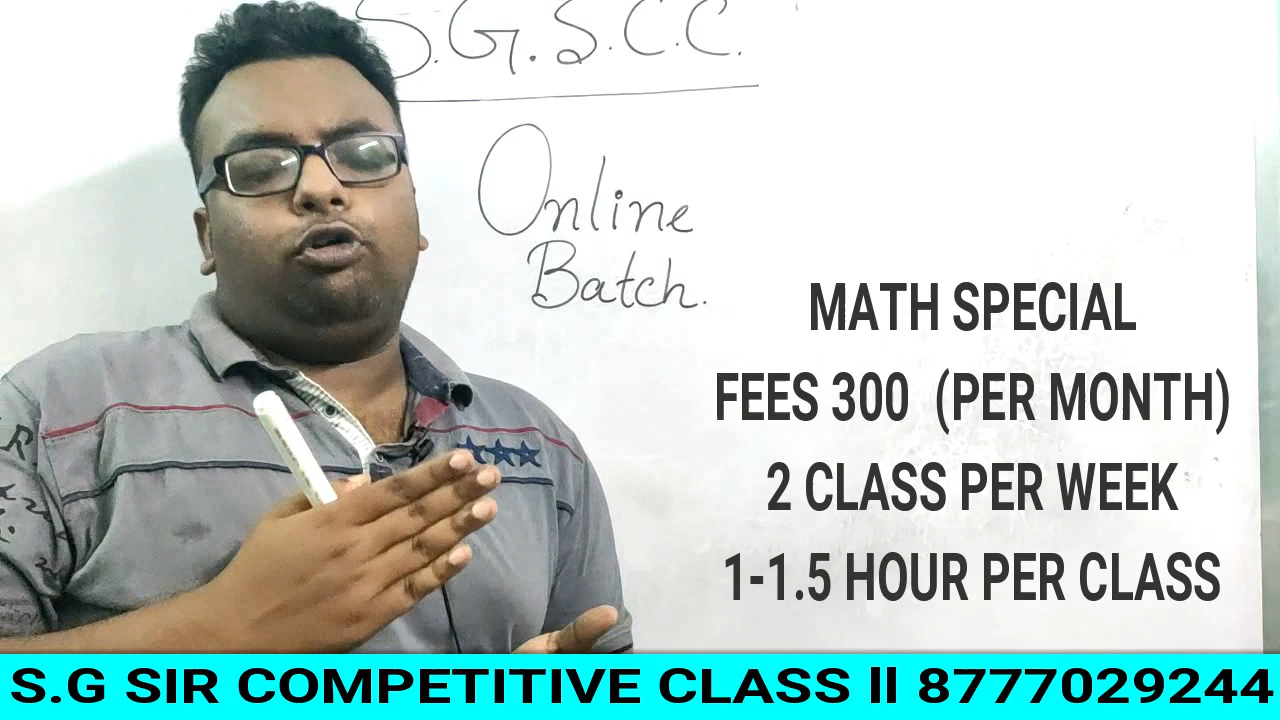 S.G.S.C.C.
Online
Batch.
MATH SPECIAL
FEES 300 (PER MONTH)
2 CLASS PER WEEK
1-1.5 HOUR PER CLASS
S.G SIR COMPETITIVE CLASS ll 8777029244